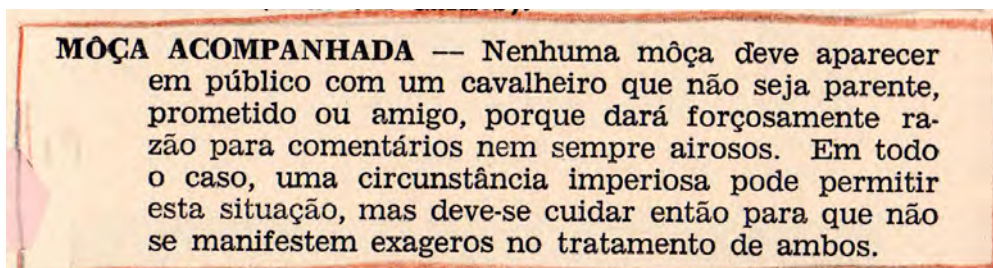 MÔÇA ACOMPANHADA — Nenhuma môça deve aparecer
em público com um cavalheiro que não seja parente,
prometido ou amigo, porque dará forçosamente ra-
zão para comentários nem sempre airosos. Em todo
o caso, uma circunstância imperiosa pode permitir
esta situação, mas deve-se cuidar então para que não
se manifestem exageros no tratamento de ambos.